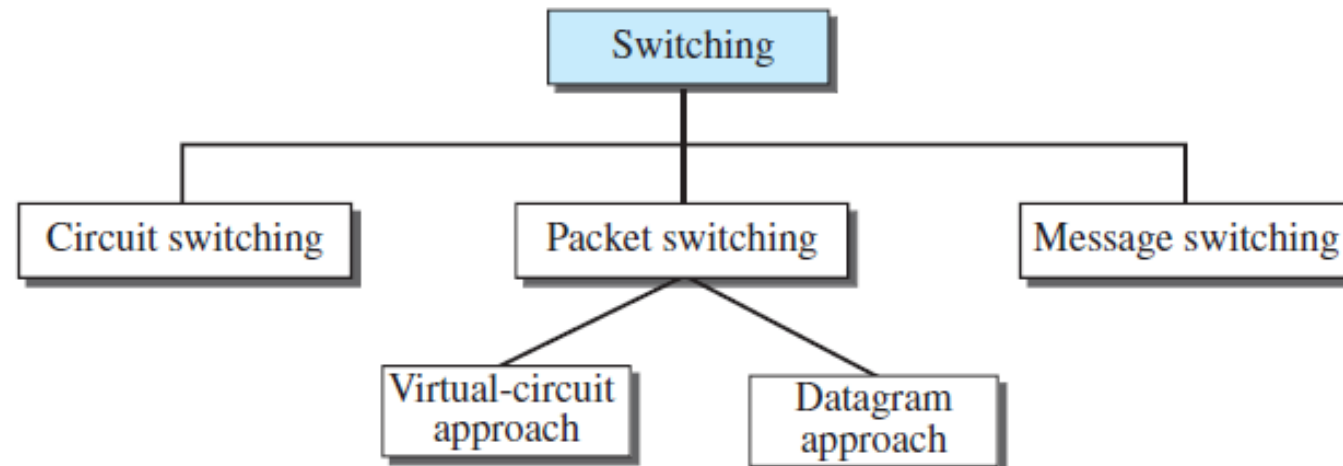 Switching
Circuit switching
Packet switching
Message switching
Virtual-circuit
approach
Datagram
approach